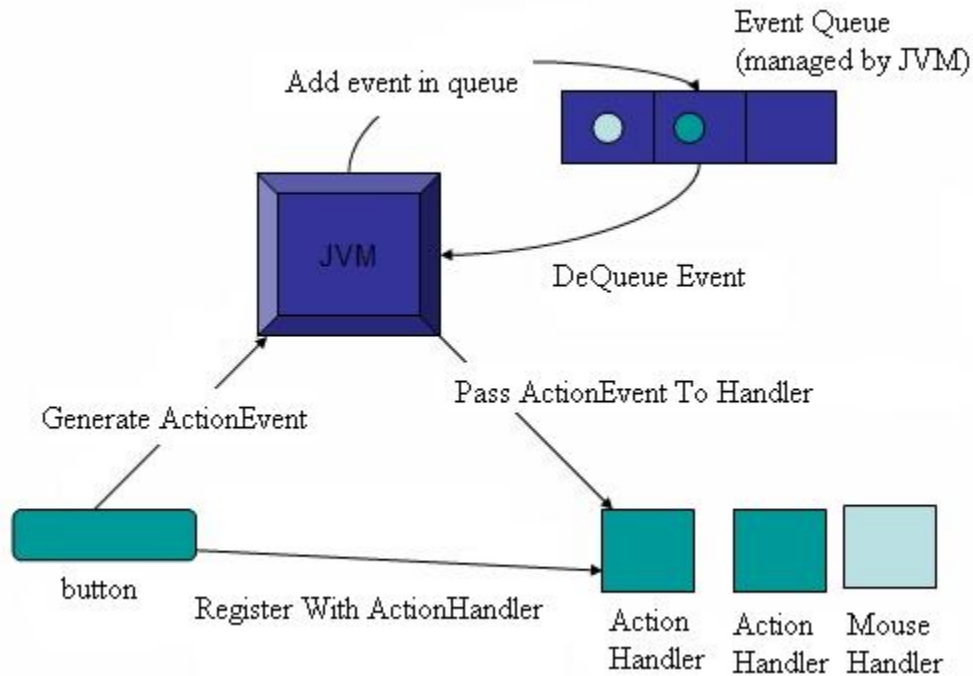 Event Queue
(managed by JVM)
Add event in queue
JVM
DeQueue Event
Pass ActionEvent To Handler
Generate ActionEvent
button
Register With ActionHandler
Action
Handler
Action
Handler
Mouse
Handler